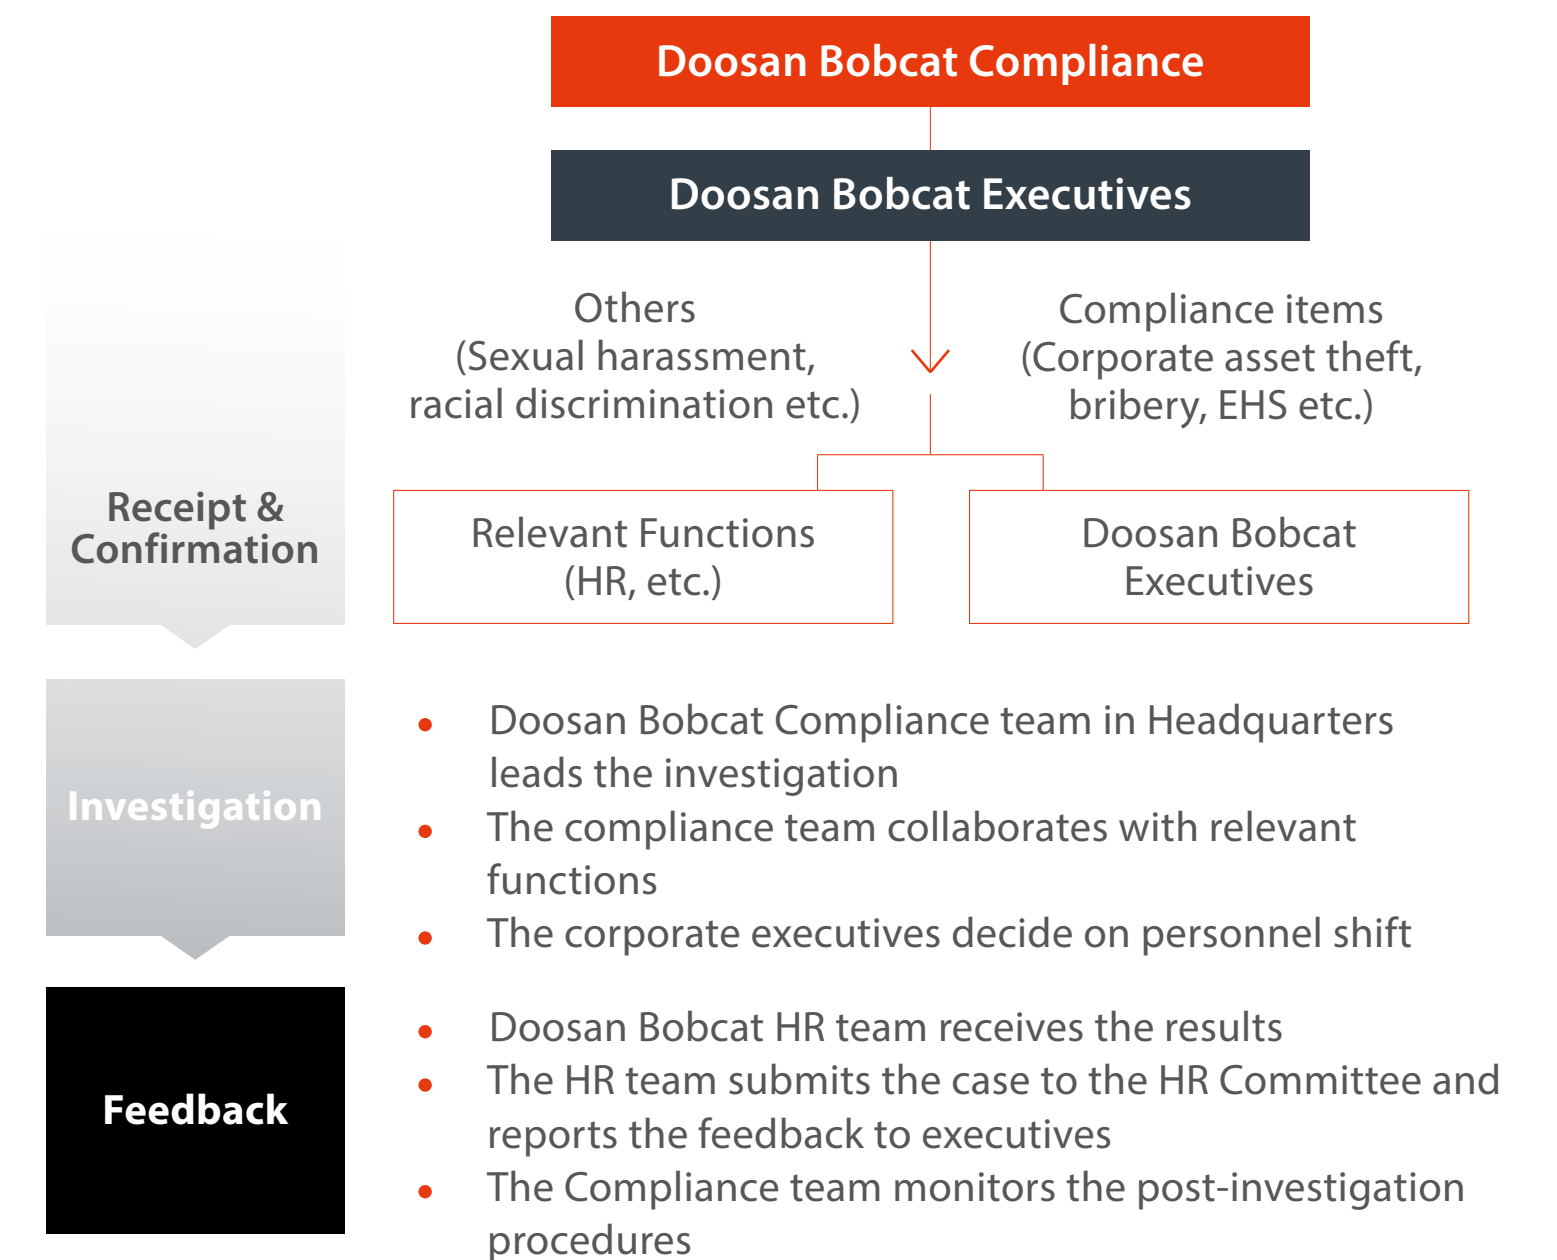 Doosan Bobcat Compliance
Doosan Bobcat Executives
Others
(Sexual harassment,
racial discrimination etc.)
Compliance items
(Corporate asset theft,
bribery, EHS etc.)
Receipt &
Confirmation
Relevant Functions
(HR, etc.)
Doosan Bobcat
Executives
Investigation
• Doosan Bobcat Compliance team in Headquarters
leads the investigation
• The compliance team collaborates with relevant
functions
• The corporate executives decide on personnel shift
Feedback
• Doosan Bobcat HR team receives the results
• The HR team submits the case to the HR Committee and
reports the feedback to executives
• The Compliance team monitors the post-investigation
procedures